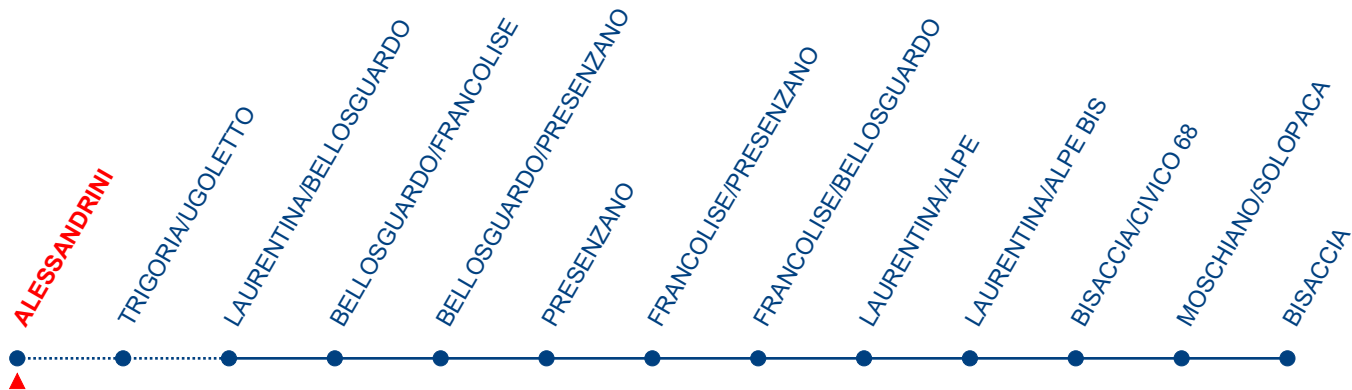 ALESSANDRINI
TRIGORIA/UGOLETTO
LAURENTINA/BELLOSGUARDO
BELLOSGUARDO/FRANCOLISE
BELLOSGUARDO/PRESENZANO
PRESENZANO
FRANCOLISE/PRESENZANO
FRANCOLISE/BELLOSGUARDO
LAURENTINA/ALPE
LAURENTINA/ALPE BIS
BISACCIA/CIVICO 68
MOSCHIANO/SOLOPACA
BISACCIA